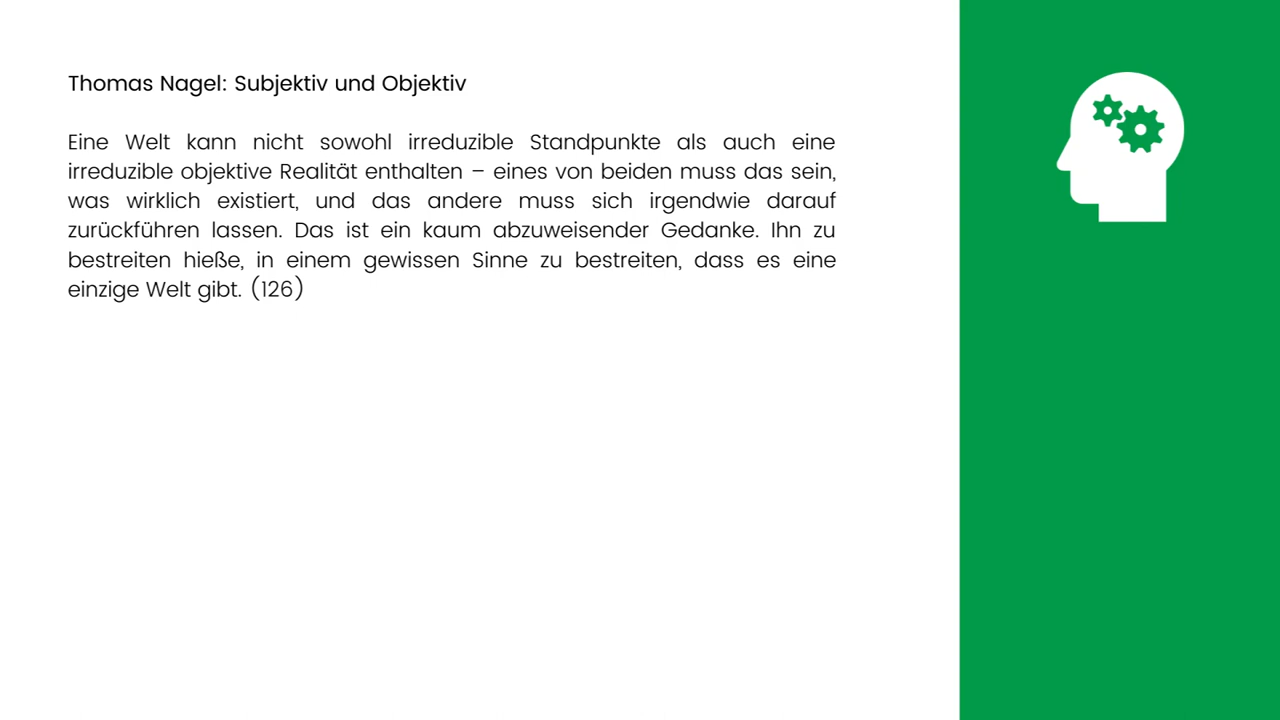 Thomas Nagel: Subjektiv und Objektiv
Eine Welt kann nicht sowohl irreduzible Standpunkte als auch eine
irreduzible objektive Realität enthalten – eines von beiden muss das sein,
was wirklich existiert, und das andere muss sich irgendwie darauf
zurückführen lassen. Das ist ein kaum abzuweisender Gedanke. Ihn zu
bestreiten hieße, in einem gewissen Sinne zu bestreiten, dass es eine
einzige Welt gibt. (126)